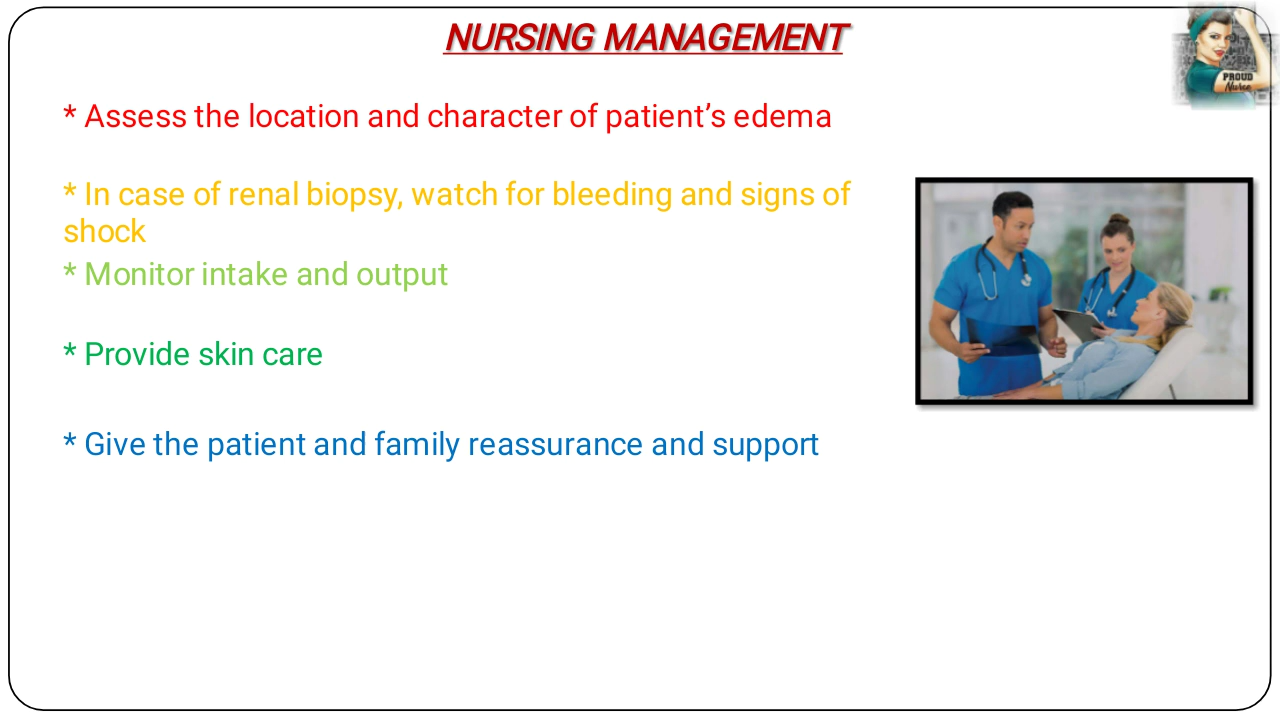 NURSING MANAGEMENT
PROUD
Nurse
* Assess the location and character of patient’s edema
* In case of renal biopsy, watch for bleeding and signs of
shock
* Monitor intake and output
* Provide skin care
* Give the patient and family reassurance and support